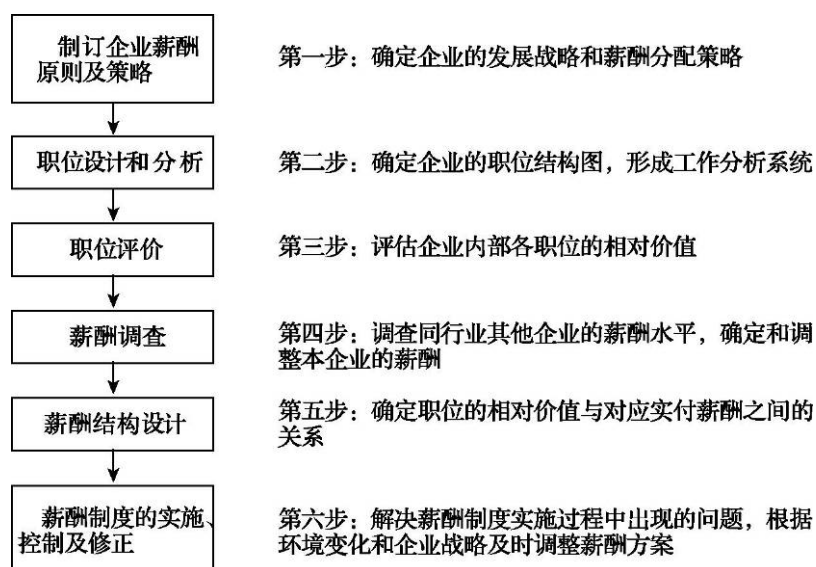 制订企业薪酬
原则及策略
第一步：确定企业的发展战略和薪酬分配策略
职位设计和分析
第二步：确定企业的职位结构图，形成工作分析系统
职位评价
第三步：评估企业内部各职位的相对价值
薪酬调查
第四步：调查同行业其他企业的薪酬水平，确定和调
整本企业的薪酬
薪酬结构设计
第五步：确定职位的相对价值与对应实付薪酬之间的
关系
薪酬制度的实施、
控制及修正
第六步：解决薪酬制度实施过程中出现的问题，根据
环境变化和企业战略及时调整薪酬方案